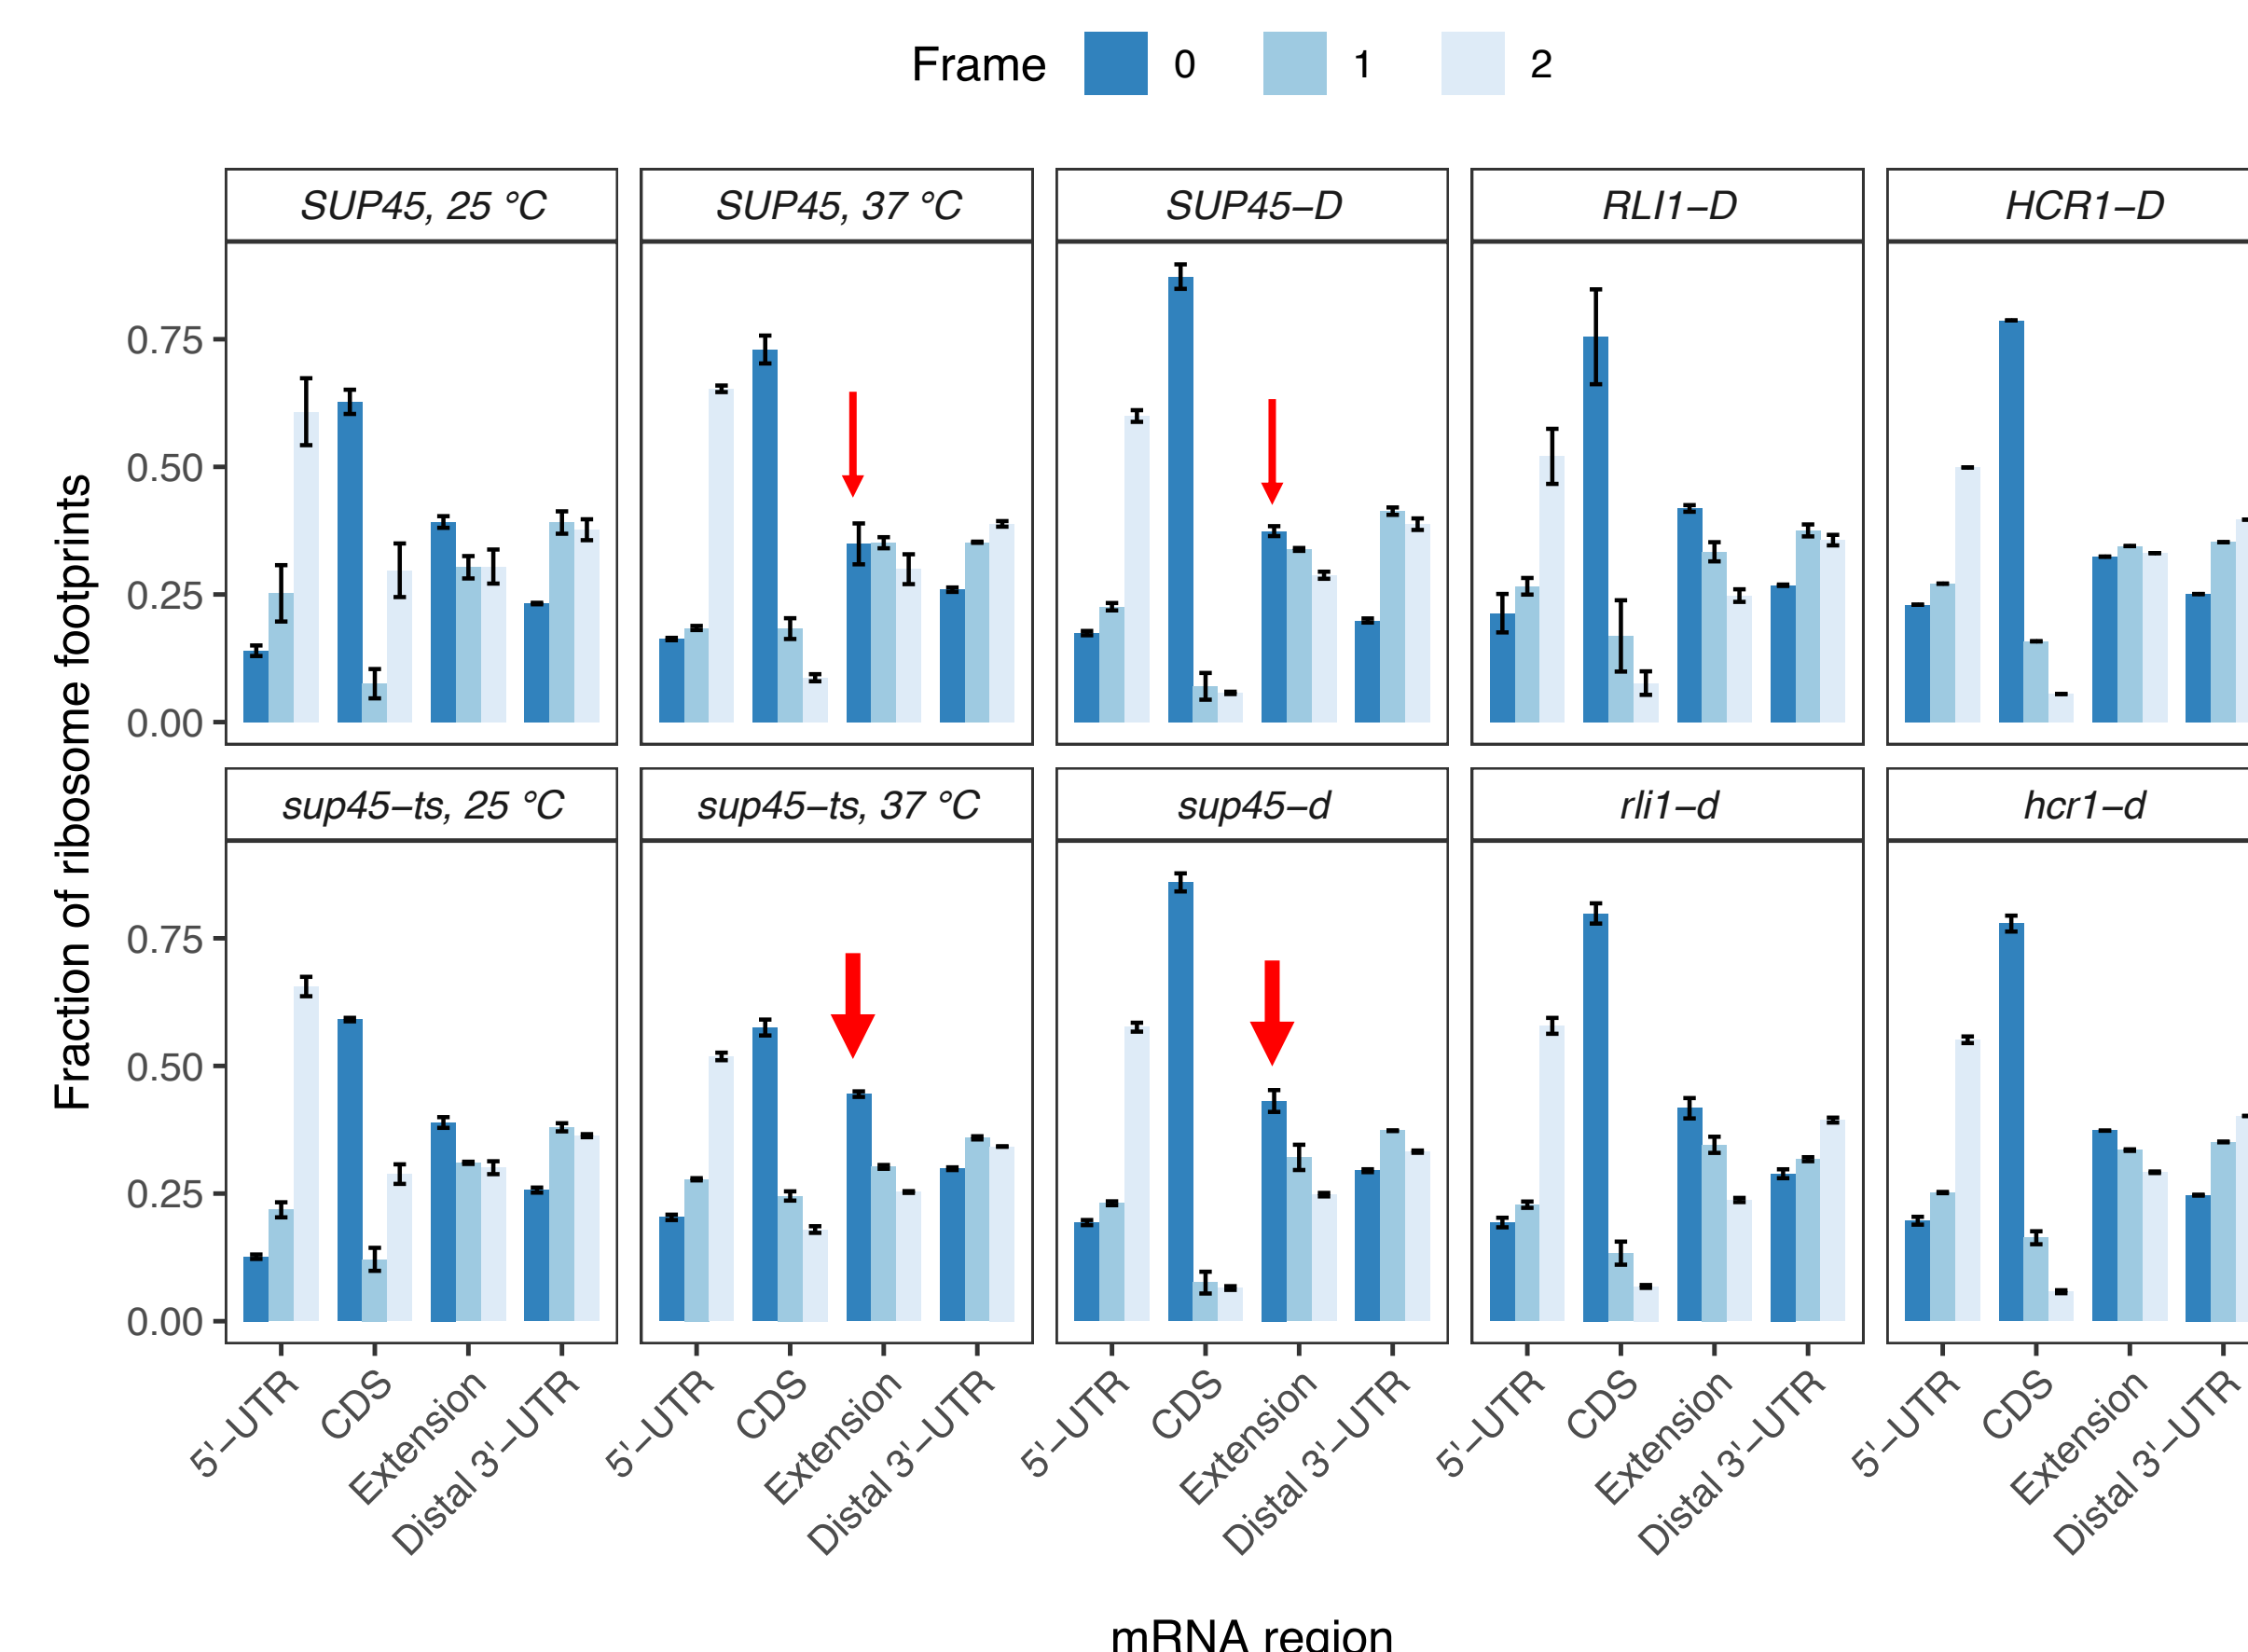 Frame 0 1 2
SUP45, 25 °C SUP45, 37 °C SUP45−D RLI1−D HCR1−D
0.75
0.50
0.25
0.00
sup45−ts, 25 °C sup45−ts, 37 °C sup45−d rli1−d hcr1−d
0.75
0.50
0.25
0.00
Fraction of ribosome footprints
5'−UTR CDS Extension Distal 3'−UTR 5'−UTR CDS Extension Distal 3'−UTR 5'−UTR CDS Extension Distal 3'−UTR 5'−UTR CDS Extension Distal 3'−UTR 5'−UTR CDS Extension Distal 3'−UTR
mRNA region